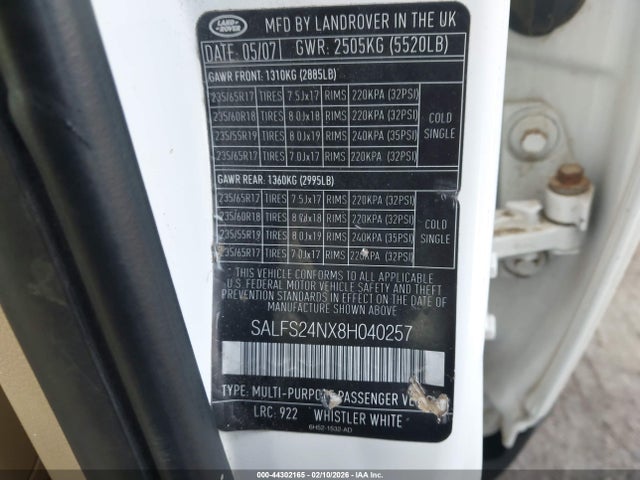 LAND ROVER
MFD BY LANDROVER IN THE UK
DATE: 05/07 GWR: 2505KG (5520LB)
GAWR FRONT: 1310KG (2885LB)
235/65R17 TIRES 7.5Jx17 RIMS 220KPA (32PSI)
235/60R18 TIRES 8.0Jx18 RIMS 220KPA (32PSI)
235/55R19 TIRES 8.0Jx19 RIMS 240KPA (35PSI)
235/65R17 TIRES 7.0Jx17 RIMS 220KPA (32PSI)
COLD
SINGLE
GAWR REAR: 1360KG (2995LB)
235/65R17 TIRES 7.5Jx17 RIMS 220KPA (32PSI)
235/60R18 TIRES 8.0Jx18 RIMS 220KPA (32PSI)
235/55R19 TIRES 8.0Jx19 RIMS 240KPA (35PSI)
235/65R17 TIRES 7.0Jx17 RIMS 220KPA (32PSI)
COLD
SINGLE
THIS VEHICLE CONFORMS TO ALL APPLICABLE
U.S. FEDERAL MOTOR VEHICLE SAFETY AND THEFT
PREVENTION STANDARDS IN EFFECT ON THE DATE OF
MANUFACTURE SHOWN ABOVE.
SALFS24NX8H040257
TYPE: MULTI-PURPOSE PASSENGER
LRC: 922 WHISTLER WHITE
6H52-1532-AD
000-44302165 - 02/10/2026 - COPYRIGHT IAA, LLC